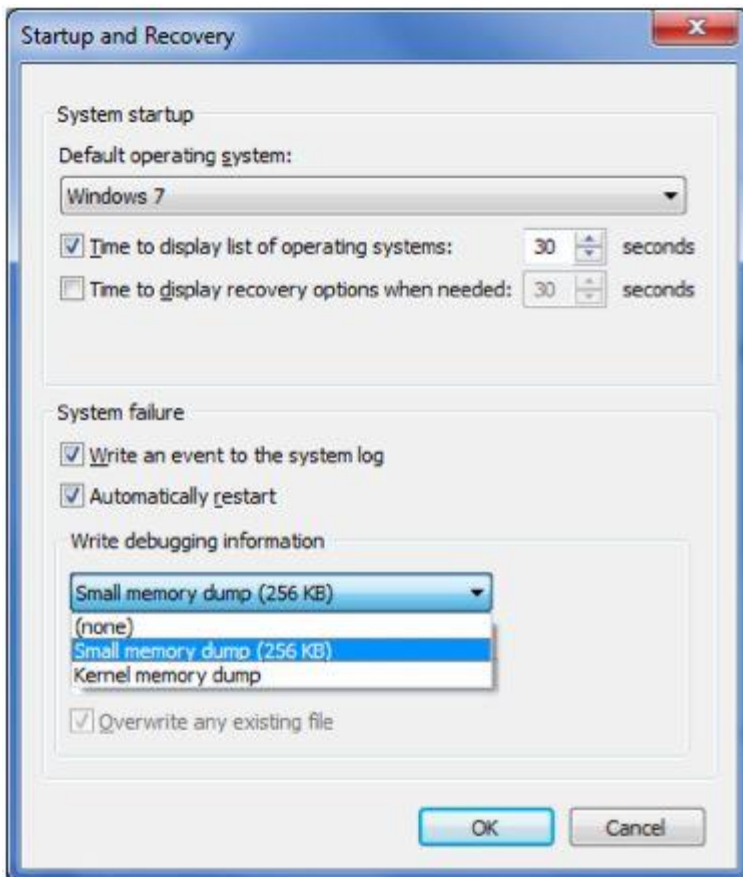 Startup and Recovery
System startup
Default operating system:
Windows 7
Time to display list of operating systems: 30 seconds
Time to display recovery options when needed: 30 seconds
System failure
Write an event to the system log
Automatically restart
Write debugging information
Small memory dump (256 KB)
(none)
Small memory dump (256 KB)
Kernel memory dump
Overwrite any existing file
OK Cancel